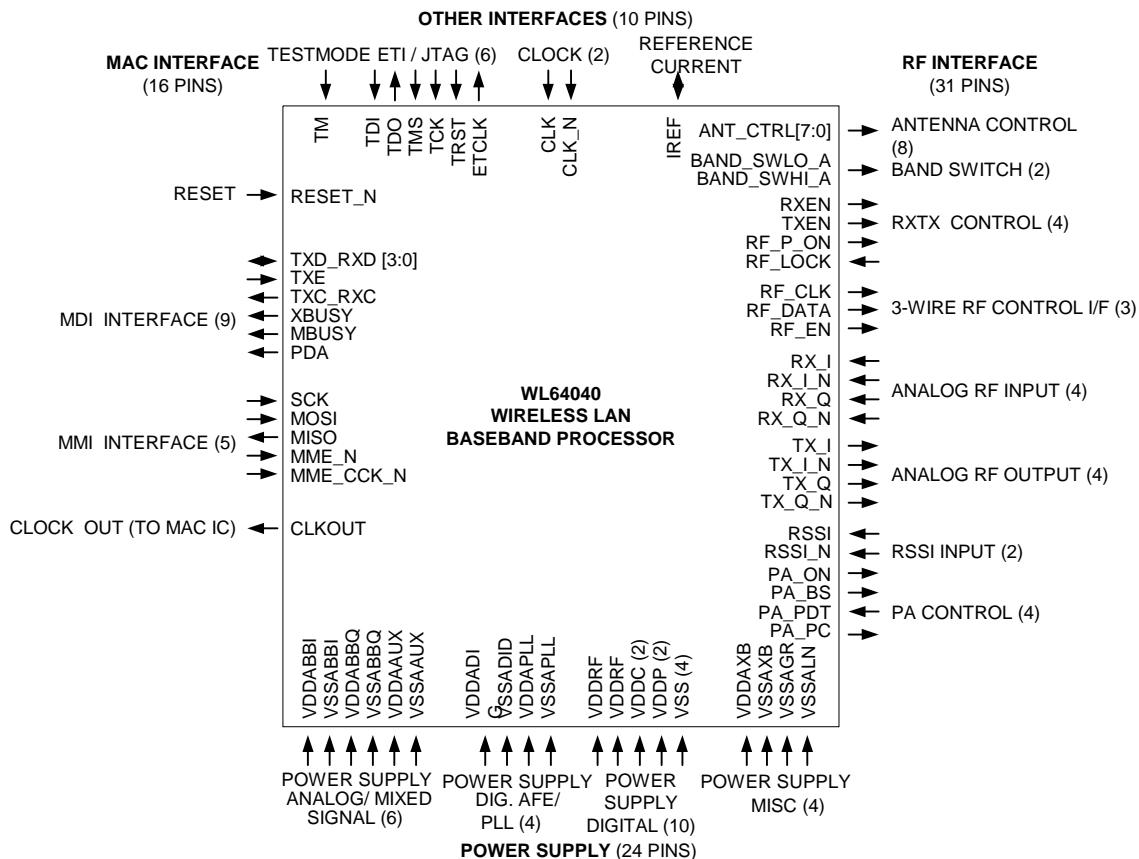 OTHER INTERFACES (10 PINS)
TESTMODE ETI / JTAG (6)
CLOCK (2)
REFERENCE
CURRENT
MAC INTERFACE
(16 PINS)
RF INTERFACE
(31 PINS)
TM
TDI
TDO
TMS
TCK
TRST
ETCLK
CLK
CLK_N
IREF
RESET
RESET_N
TXD_RXD [3:0]
TXE
TXC_RXC
XBUSY
MBUSY
PDA
MDI INTERFACE (9)
SCK
MOSI
MISO
MME_N
MME_CCK_N
MMI INTERFACE (5)
CLOCK OUT (TO MAC IC)
CLKOUT
WL64040
WIRELESS LAN
BASEBAND PROCESSOR
ANT_CTRL[7:0]
ANTENNA CONTROL
(8)
BAND_SWLO_A
BAND_SWHI_A
BAND SWITCH (2)
RXEN
TXEN
RF_P_ON
RF_LOCK
RXTX CONTROL (4)
RF_CLK
RF_DATA
RF_EN
3-WIRE RF CONTROL I/F (3)
RX_I
RX_I_N
RX_Q
RX_Q_N
ANALOG RF INPUT (4)
TX_I
TX_I_N
TX_Q
TX_Q_N
ANALOG RF OUTPUT (4)
RSSI
RSSI_N
RSSI INPUT (2)
PA_ON
PA_BS
PA_PDT
PA_PC
PA CONTROL (4)
VDDABBI
VSSABBI
VDDABBQ
VSSABBQ
VDDAAUX
VSSAAUX
VDDADI
G
VSSADID
VDDAPLL
VSSAPLL
VDDRF
VDDRF
VDDC (2)
VDDP (2)
VSS (4)
VDDAXB
VSSAXB
VSSAGR
VSSALN
POWER SUPPLY
ANALOG/ MIXED
SIGNAL (6)
POWER SUPPLY
DIG. AFE/
PLL (4)
POWER
SUPPLY
DIGITAL (10)
POWER SUPPLY
MISC (4)
POWER SUPPLY (24 PINS)